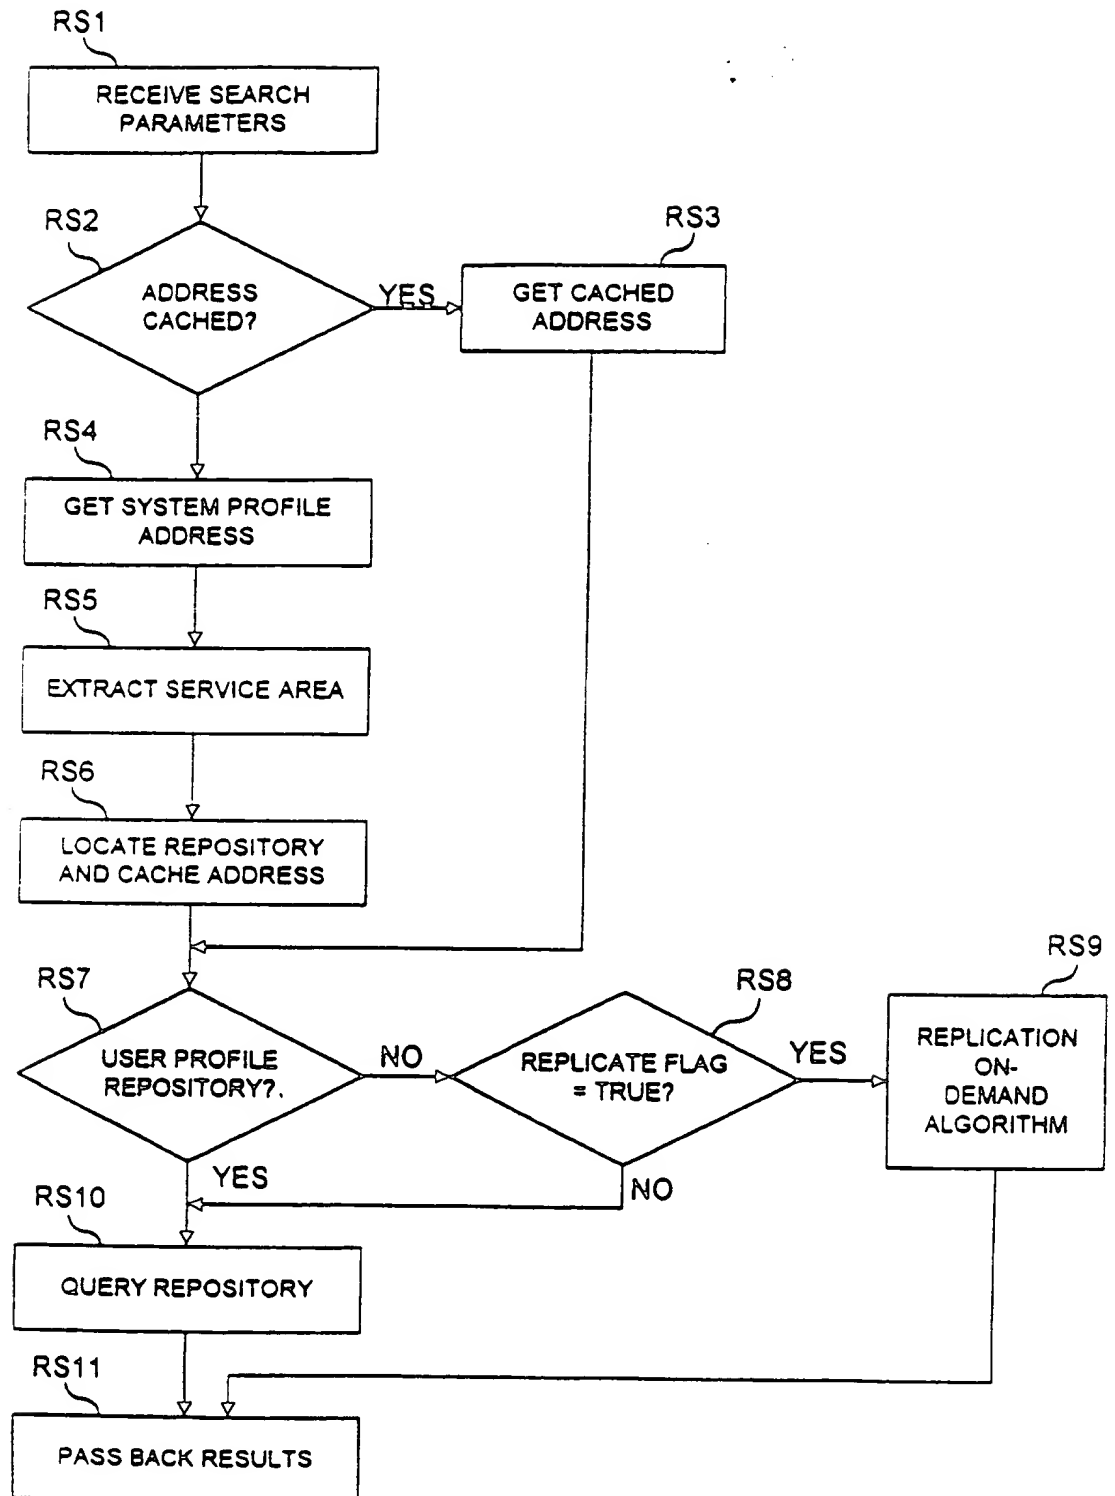 RS1
RECEIVE SEARCH
PARAMETERS
RS2
ADDRESS
CACHED?
YES
RS3
GET CACHED
ADDRESS
RS4
GET SYSTEM PROFILE
ADDRESS
RS5
EXTRACT SERVICE AREA
RS6
LOCATE REPOSITORY
AND CACHE ADDRESS
RS7
USER PROFILE
REPOSITORY?.
NO
RS8
REPLICATE FLAG
= TRUE?
YES
RS9
REPLICATION
ON-
DEMAND
ALGORITHM
YES
NO
RS10
QUERY REPOSITORY
RS11
PASS BACK RESULTS